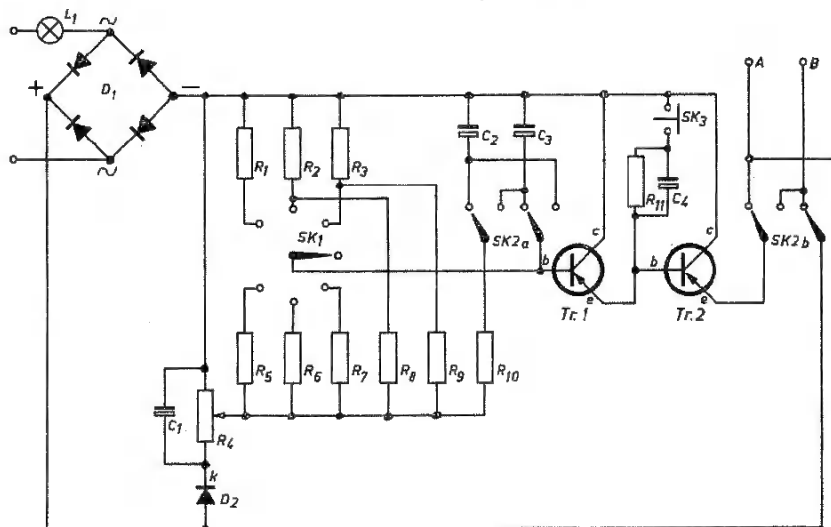 L1
~
A
B
+
D1
−
~
C2
C3
SK3
R1
R2
R3
R11
C4
SK1
SK2a
SK2b
c
c
b
b
e
e
Tr.1
Tr.2
R5
R6
R7
R8
R9
R10
C1
R4
k
D2